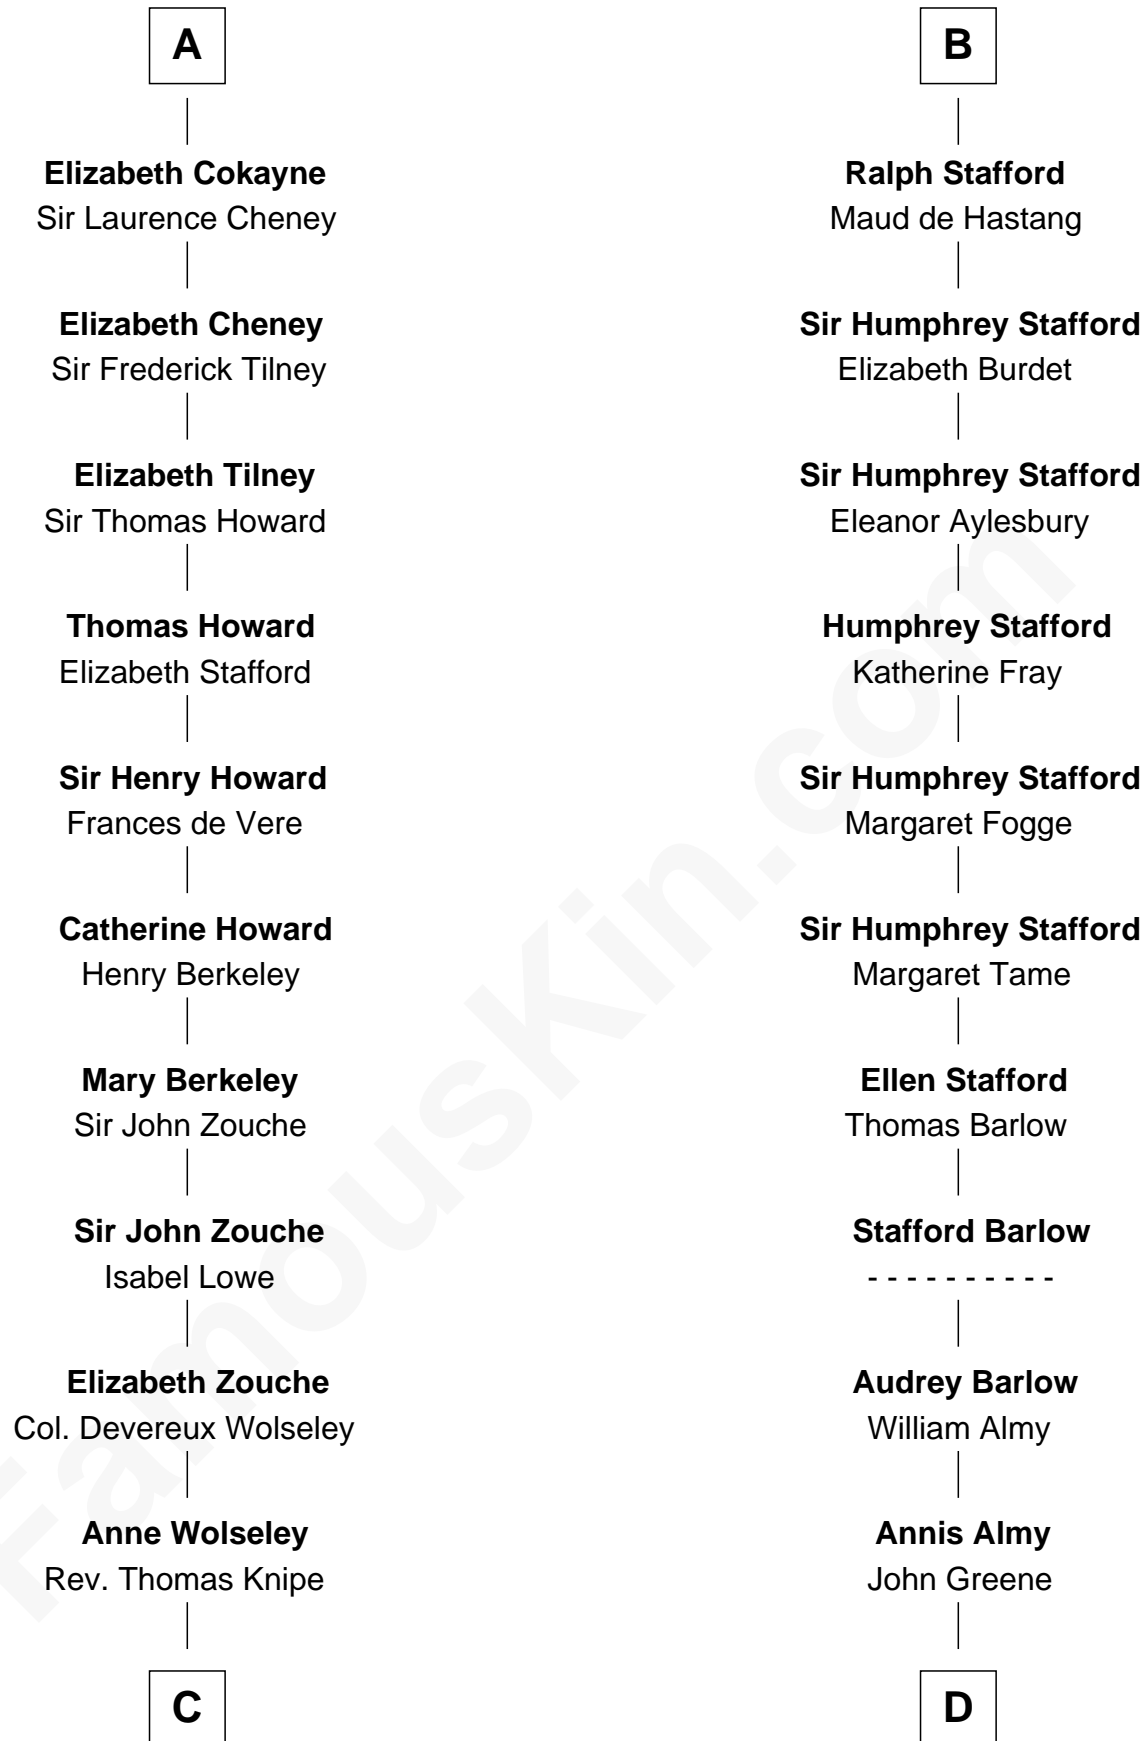 A
Elizabeth Cokayne
Sir Laurence Cheney
Elizabeth Cheney
Sir Frederick Tilney
Elizabeth Tilney
Sir Thomas Howard
Thomas Howard
Elizabeth Stafford
Sir Henry Howard
Frances de Vere
Catherine Howard
Henry Berkeley
Mary Berkeley
Sir John Zouche
Sir John Zouche
Isabel Lowe
Elizabeth Zouche
Col. Devereux Wolseley
Anne Wolseley
Rev. Thomas Knipe
C
B
Ralph Stafford
Maud de Hastang
Sir Humphrey Stafford
Elizabeth Burdet
Sir Humphrey Stafford
Eleanor Aylesbury
Humphrey Stafford
Katherine Fray
Sir Humphrey Stafford
Margaret Fogge
Sir Humphrey Stafford
Margaret Tame
Ellen Stafford
Thomas Barlow
Stafford Barlow
- - - - - - - - - -
Audrey Barlow
William Almy
Annis Almy
John Greene
D
FamousKin.com